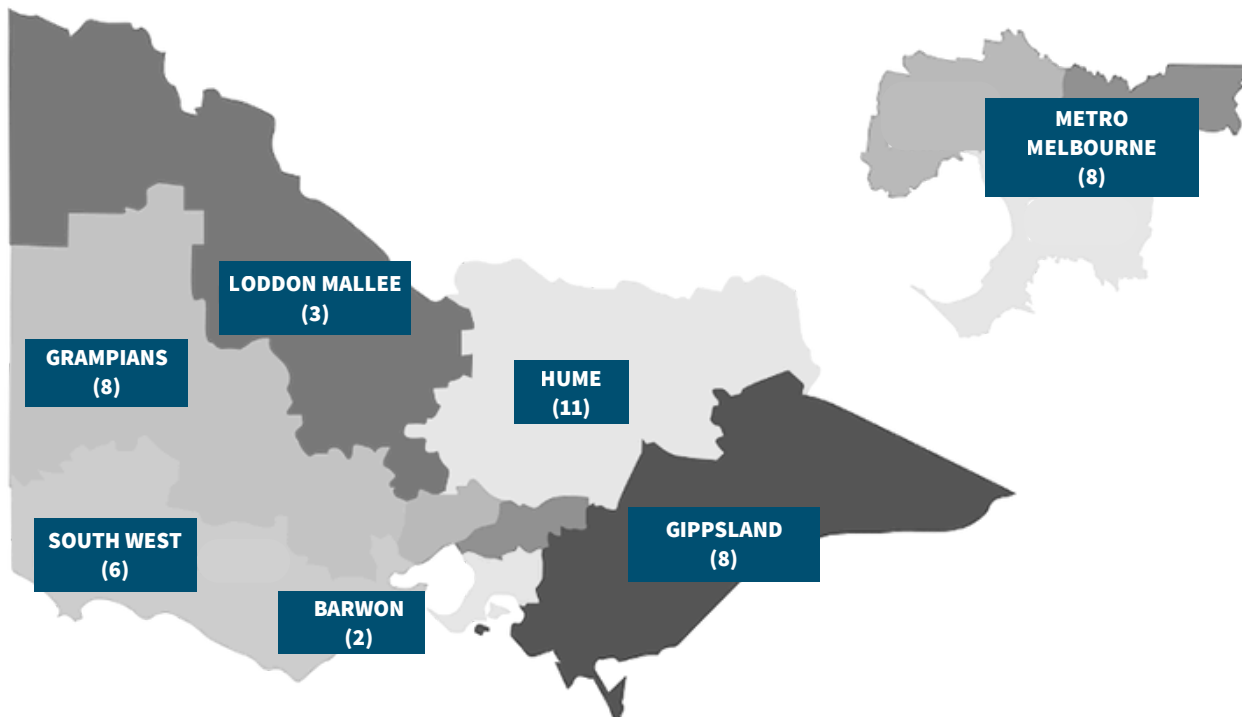 METRO
MELBOURNE
(8)
LODDON MALLEE
(3)
GRAMPIANS
(8)
HUME
(11)
SOUTH WEST
(6)
GIPPSLAND
(8)
BARWON
(2)